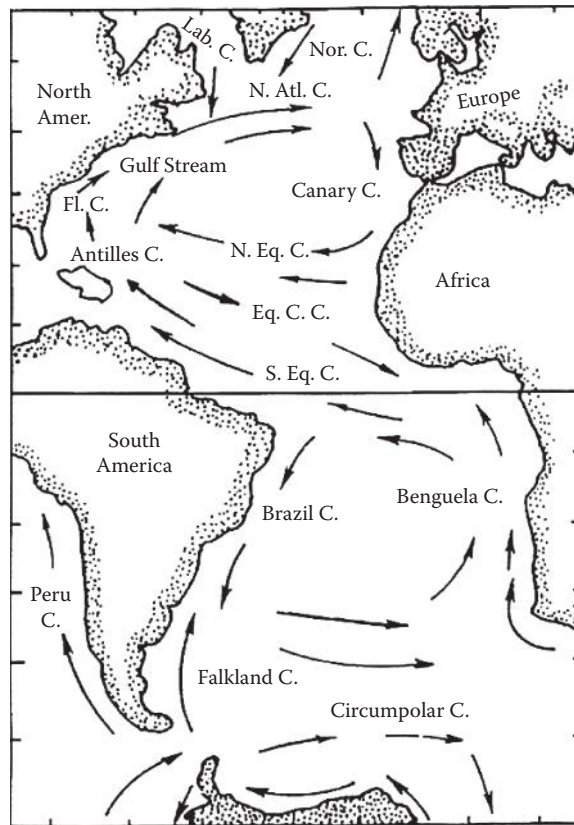 Lab. C.
Nor. C.
North
Amer.
N. Atl. C.
Europe
Gulf Stream
Canary C.
Fl. C.
Antilles C.
N. Eq. C.
Africa
Eq. C. C.
S. Eq. C.
South
America
Brazil C.
Benguela C.
Peru
C.
Falkland C.
Circumpolar C.